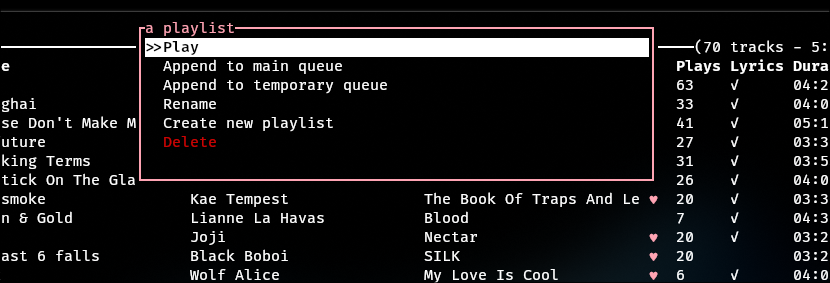 a playlist
>>Play (70 tracks - 5:
e Append to main queue Plays Lyrics Dura
Append to temporary queue 63 √ 04:2
ghai Rename 33 √ 04:0
se Don't Make M Create new playlist 41 √ 05:1
uture Delete 27 √ 03:3
king Terms 31 √ 03:5
tick On The Gla 26 √ 04:0
smoke Kae Tempest The Book Of Traps And Le ♥ 20 √ 03:3
n & Gold Lianne La Havas Blood 7 √ 04:3
Joji Nectar ♥ 20 √ 03:2
ast 6 falls Black Boboi SILK ♥ 20 03:2
Wolf Alice My Love Is Cool ♥ 6 √ 04:0